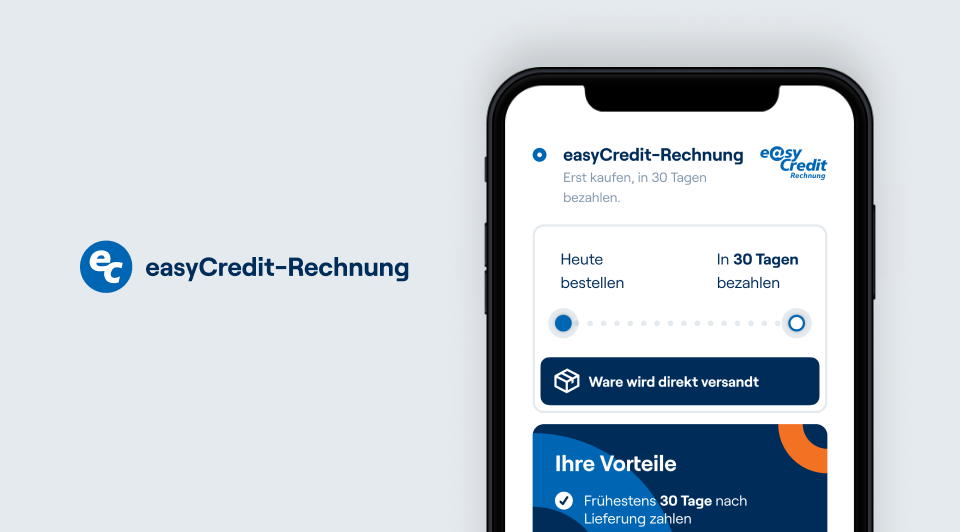 ec easyCredit-Rechnung
easyCredit-Rechnung
Erst kaufen, in 30 Tagen
bezahlen.
e@sy
Credit
Rechnung
Heute
bestellen
In 30 Tagen
bezahlen
Ware wird direkt versandt
Ihre Vorteile
Frühestens 30 Tage nach
Lieferung zahlen